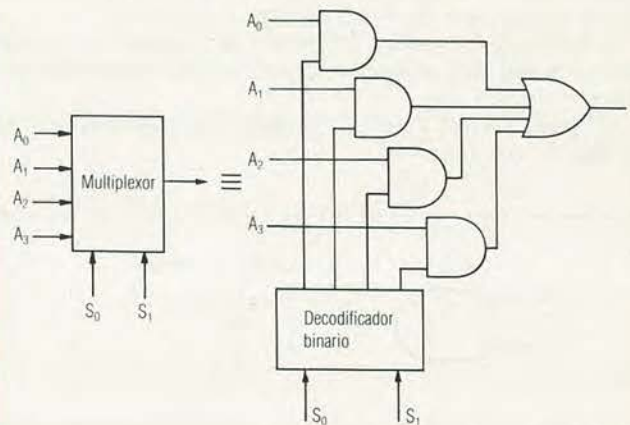 A0
A1
A2
A3
Multiplexor
S0
S1
≡
A0
A1
A2
A3
Decodificador
binario
S0
S1